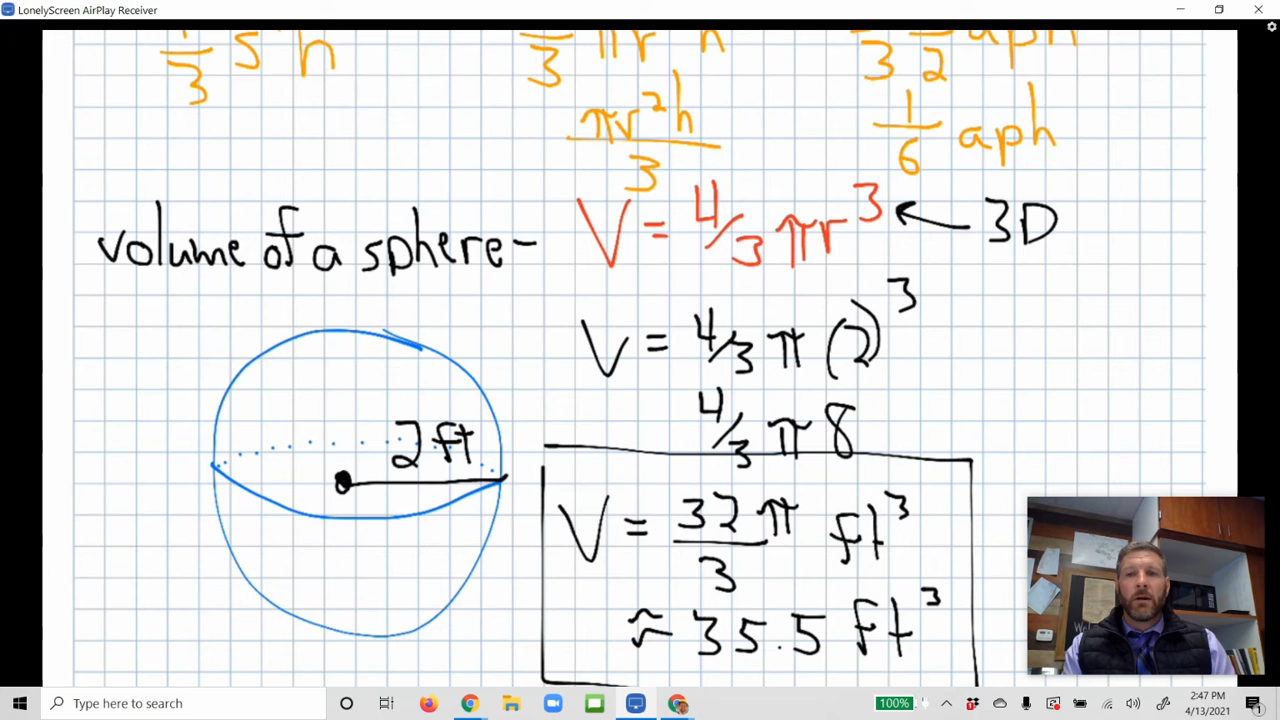 LonelyScreen AirPlay Receiver
1/3 s h
/3 πr h
/3 1/2 aph
πr²h/3
1/6 aph
volume of a sphere-
V = 4/3 πr³ ← 3D
V = 4/3 π (2)³
4/3 π 8
2 ft
V = 32π/3 ft³
≈ 35.5 ft³
Type here to search
100%
2:47 PM
4/13/2021
1